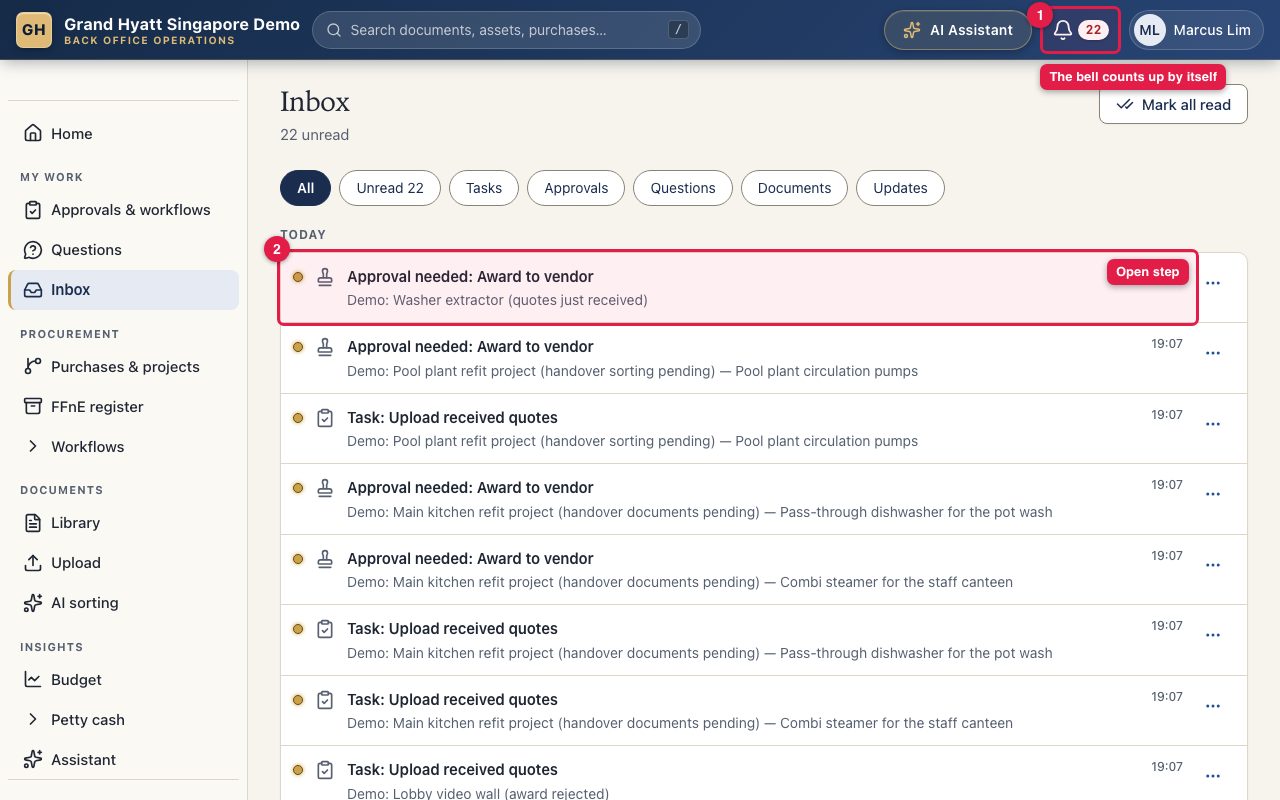 GH
Grand Hyatt Singapore Demo
BACK OFFICE OPERATIONS
Search documents, assets, purchases...
/
AI Assistant
1
22
ML
Marcus Lim
The bell counts up by itself
Inbox
22 unread
Mark all read
Home
MY WORK
Approvals & workflows
Questions
Inbox
PROCUREMENT
Purchases & projects
FFnE register
Workflows
DOCUMENTS
Library
Upload
AI sorting
INSIGHTS
Budget
Petty cash
Assistant
All
Unread 22
Tasks
Approvals
Questions
Documents
Updates
TODAY
2
Approval needed: Award to vendor
Open step
Demo: Washer extractor (quotes just received)
Approval needed: Award to vendor
19:07
Demo: Pool plant refit project (handover sorting pending) — Pool plant circulation pumps
Task: Upload received quotes
19:07
Demo: Pool plant refit project (handover sorting pending) — Pool plant circulation pumps
Approval needed: Award to vendor
19:07
Demo: Main kitchen refit project (handover documents pending) — Pass-through dishwasher for the pot wash
Approval needed: Award to vendor
19:07
Demo: Main kitchen refit project (handover documents pending) — Combi steamer for the staff canteen
Task: Upload received quotes
19:07
Demo: Main kitchen refit project (handover documents pending) — Pass-through dishwasher for the pot wash
Task: Upload received quotes
19:07
Demo: Main kitchen refit project (handover documents pending) — Combi steamer for the staff canteen
Task: Upload received quotes
19:07
Demo: Lobby video wall (award rejected)